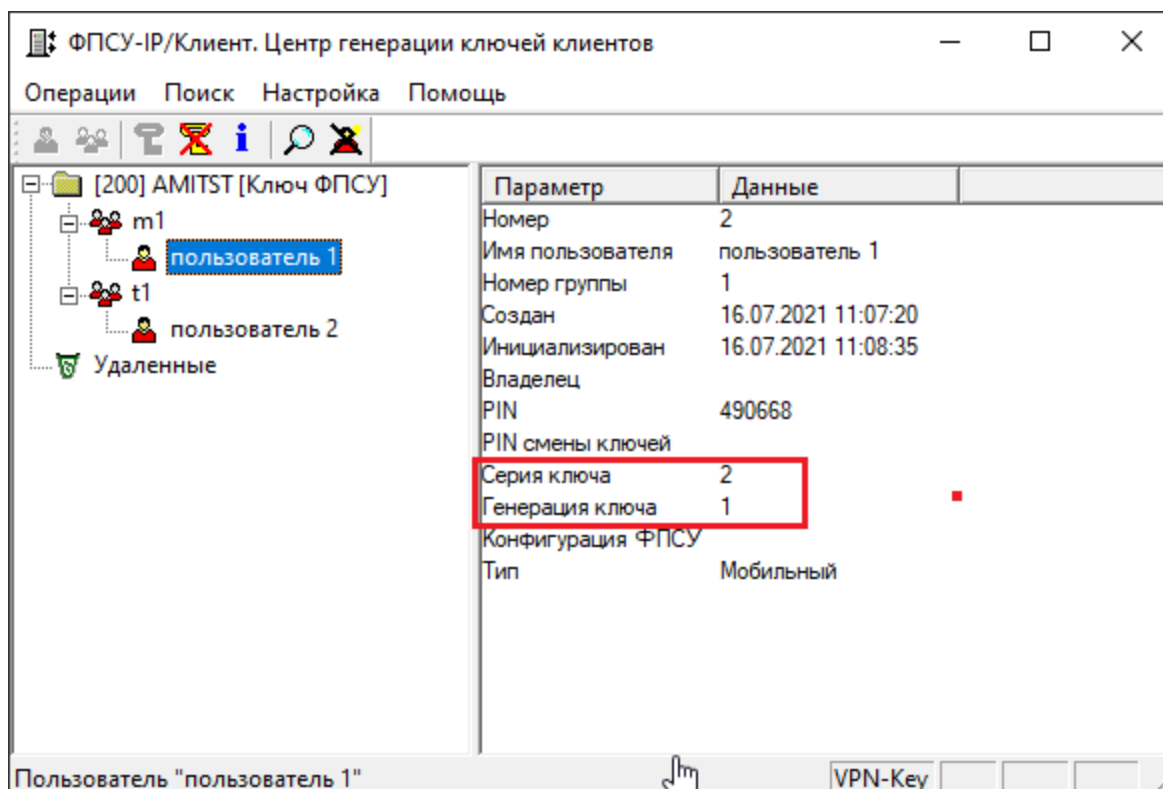 ФПСУ-IP/Клиент. Центр генерации ключей клиентов
Операции Поиск Настройка Помощь
[200] AMITST [Ключ ФПСУ]
m1
пользователь 1
t1
пользователь 2
Удаленные
Параметр Данные
Номер 2
Имя пользователя пользователь 1
Номер группы 1
Создан 16.07.2021 11:07:20
Инициализирован 16.07.2021 11:08:35
Владелец
PIN 490668
PIN смены ключей
Серия ключа 2
Генерация ключа 1
Конфигурация ФПСУ
Тип Мобильный
Пользователь "пользователь 1" VPN-Key